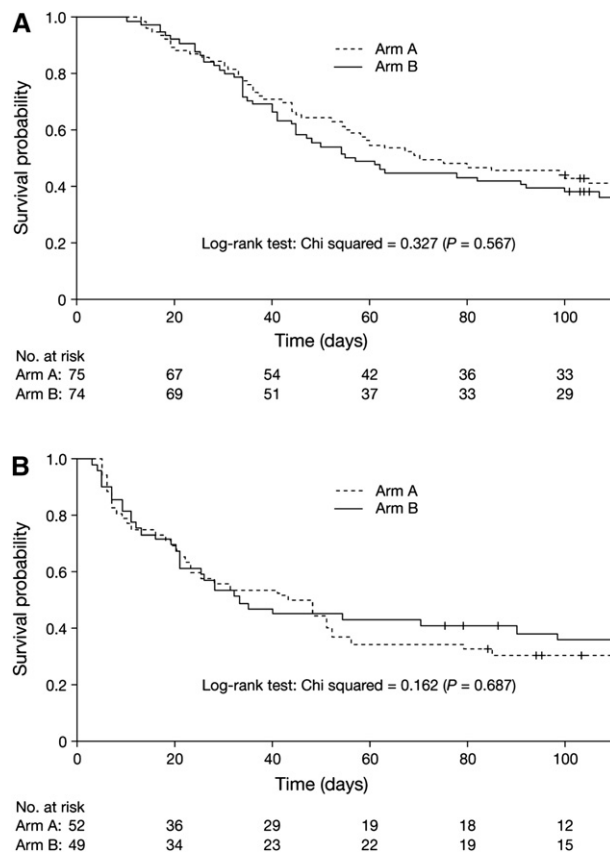 A
1.0
0.8
0.6
0.4
0.2
0
Survival probability
Arm A
Arm B
Log-rank test: Chi squared = 0.327 (P = 0.567)
0 20 40 60 80 100
Time (days)
No. at risk
Arm A: 75 67 54 42 36 33
Arm B: 74 69 51 37 33 29
B
1.0
0.8
0.6
0.4
0.2
0
Survival probability
Arm A
Arm B
Log-rank test: Chi squared = 0.162 (P = 0.687)
0 20 40 60 80 100
Time (days)
No. at risk
Arm A: 52 36 29 19 18 12
Arm B: 49 34 23 22 19 15